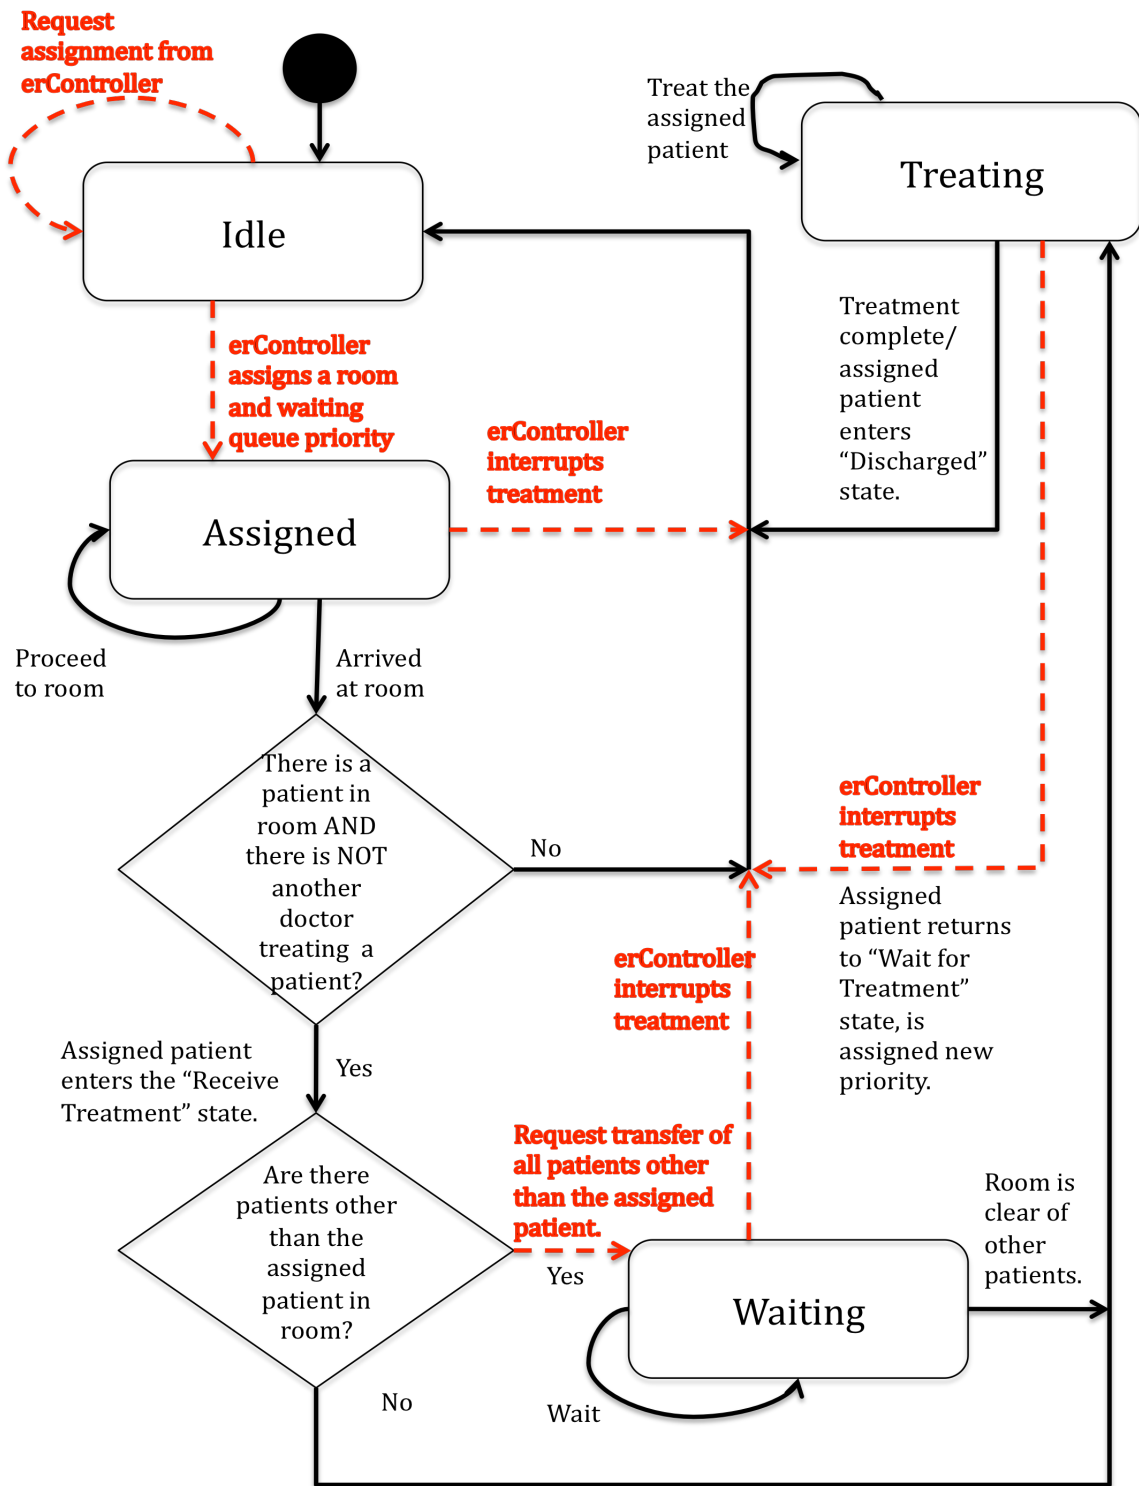 Request
assignment from
erController
Treat the
assigned
patient
Treating
Idle
Treatment
complete/
assigned
patient
enters
“Discharged”
state.
erController
assigns a room
and waiting
queue priority
erController
interrupts
treatment
Assigned
Proceed
to room
Arrived
at room
There is a
patient in
room AND
there is NOT
another
doctor
treating a
patient?
No
erController
interrupts
treatment
Assigned
patient returns
to “Wait for
Treatment”
state, is
assigned new
priority.
erController
interrupts
treatment
Assigned patient
enters the “Receive
Treatment” state.
Yes
Request transfer of
all patients other
than the assigned
patient.
Are there
patients other
than the
assigned
patient in
room?
Yes
Room is
clear of
other
patients.
Waiting
Wait
No